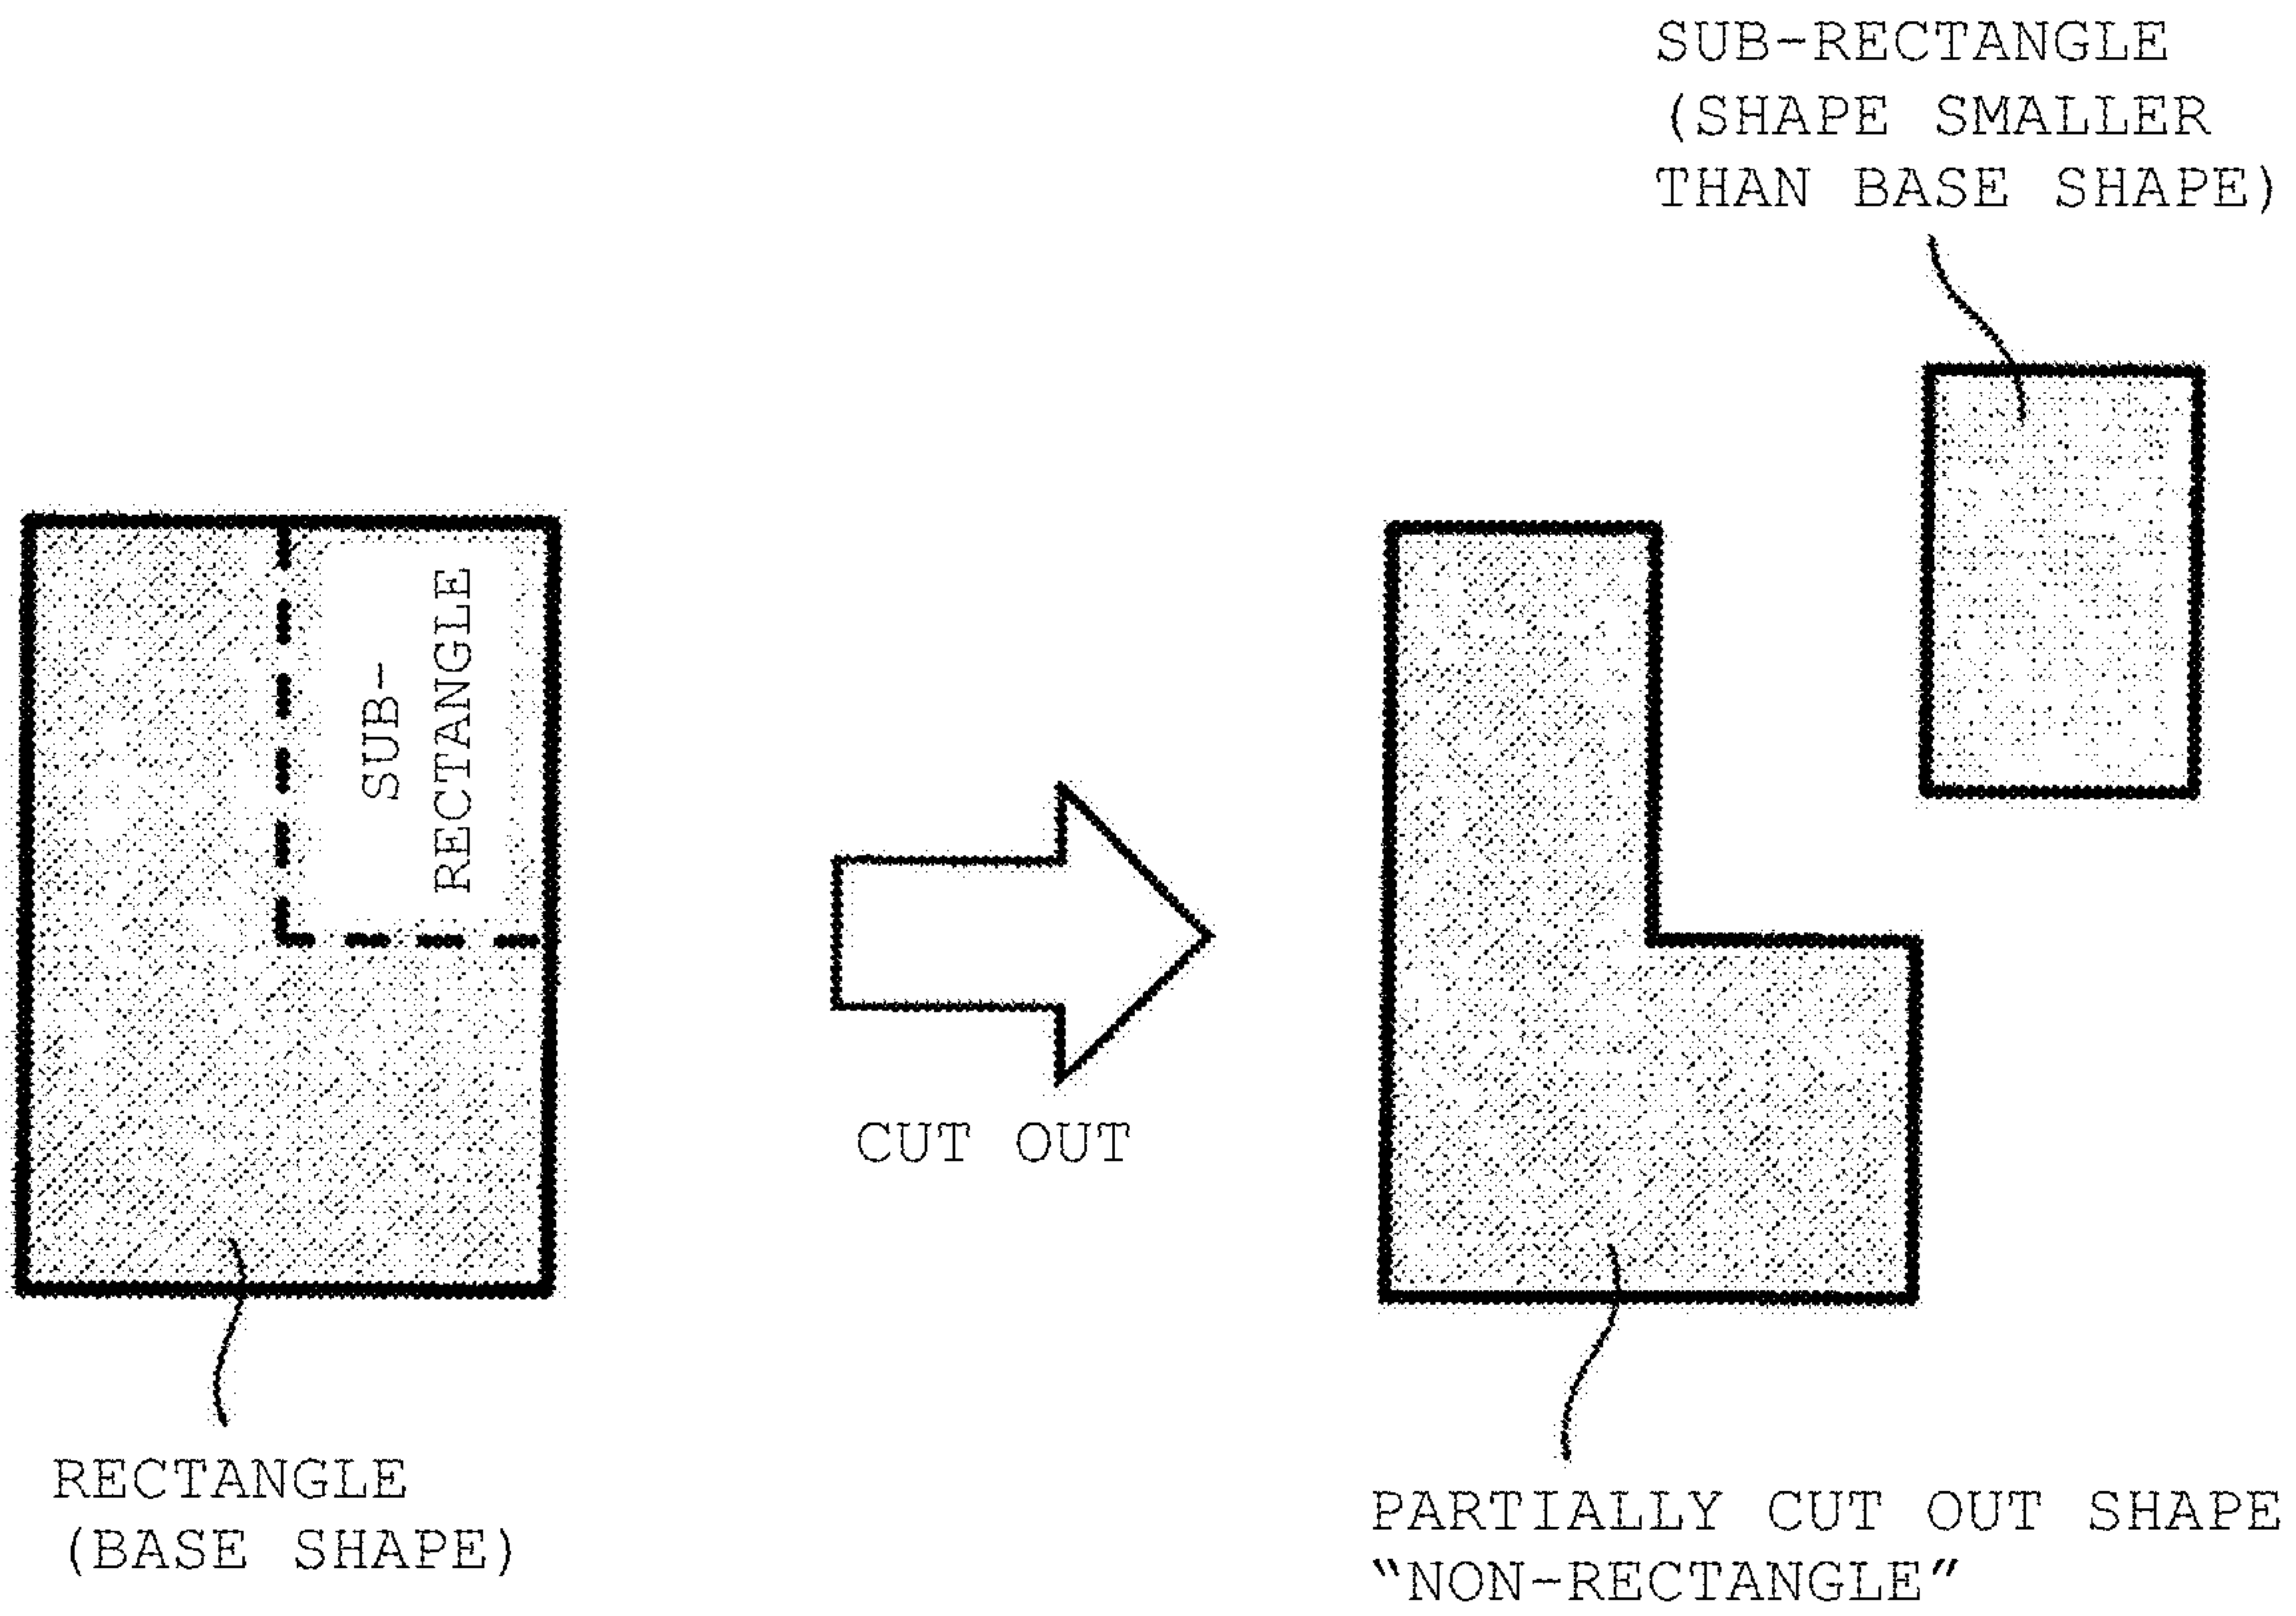 SUB-RECTANGLE
(SHAPE SMALLER
THAN BASE SHAPE)
SUB-
RECTANGLE
CUT OUT
RECTANGLE
(BASE SHAPE)
PARTIALLY CUT OUT SHAPE
“NON-RECTANGLE”